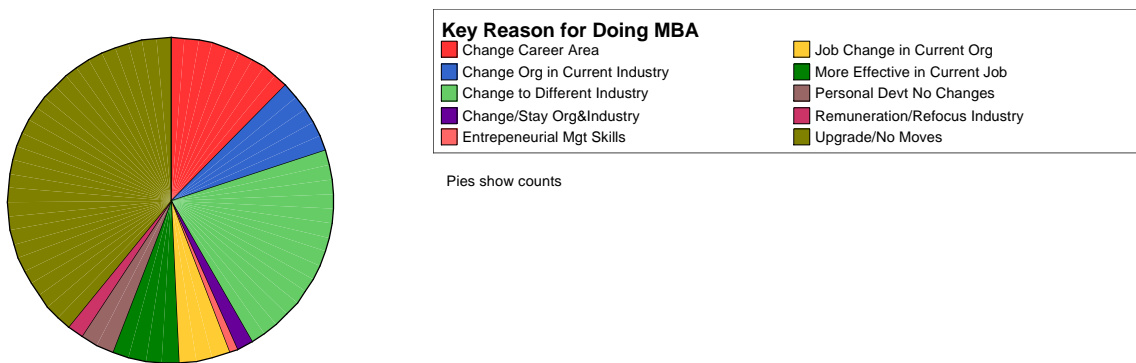 Key Reason for Doing MBA
Change Career Area
Change Org in Current Industry
Change to Different Industry
Change/Stay Org&Industry
Entrepeneurial Mgt Skills
Job Change in Current Org
More Effective in Current Job
Personal Devt No Changes
Remuneration/Refocus Industry
Upgrade/No Moves
Pies show counts